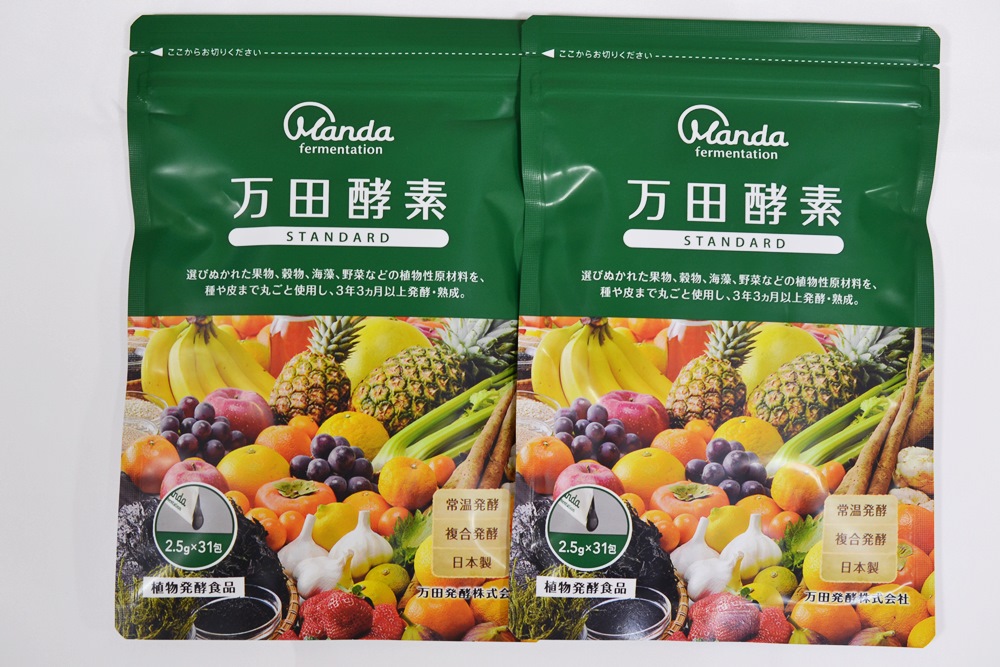 ここからお切りください
Manda
fermentation
万田酵素
STANDARD
選びぬかれた果物、穀物、海藻、野菜などの植物性原材料を、
種や皮まで丸ごと使用し、3年3ヵ月以上発酵・熟成。
anda
常温発酵
複合発酵
日本製
2.5g×31包
植物発酵食品
万田発酵株式会
ここからお切りください
Manda
fermentation
万田酵素
STANDARD
選びぬかれた果物、穀物、海藻、野菜などの植物性原材料を、
種や皮まで丸ごと使用し、3年3ヵ月以上発酵・熟成。
anda
常温発酵
複合発酵
日本製
2.5g×31包
植物発酵食品
万田発酵株式会社